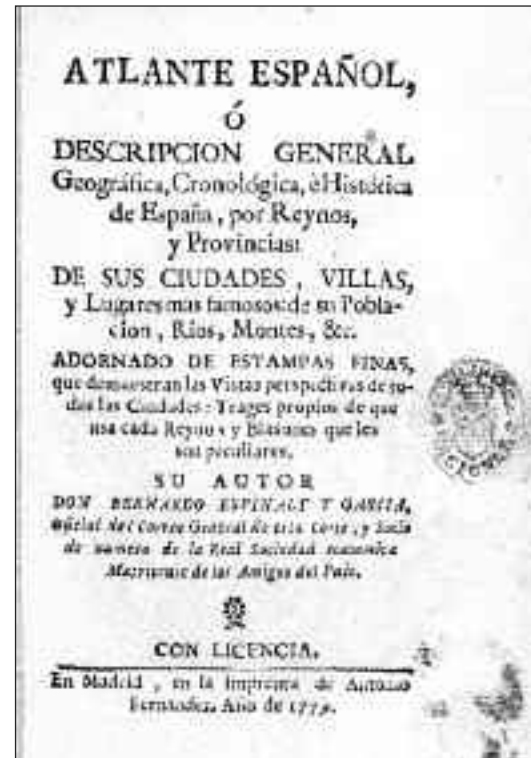 ATLANTE ESPAÑOL,
Ó
DESCRIPCION GENERAL
Geográfica, Cronológica, è Histórica
de España, por Reynos,
y Provincias:
DE SUS CIUDADES, VILLAS,
y Lugares mas famosos: de su Pobla-
cion, Rios, Montes, &c.
ADORNADO DE ESTAMPAS FINAS,
que demuestran las Vistas perspectivas de to-
das las Ciudades: Trages propios de que
usa cada Reyno, y Blasones que les
son peculiares.
SU AUTOR
DON BERNARDO ESPINALT Y GARCIA,
Oficial del Correo General de esta Corte, y Socio
de numero de la Real Sociedad
Matritense de los Amigos del País.
CON LICENCIA.
En Madrid, en la Imprenta de Antonio
Fernandez, Año de